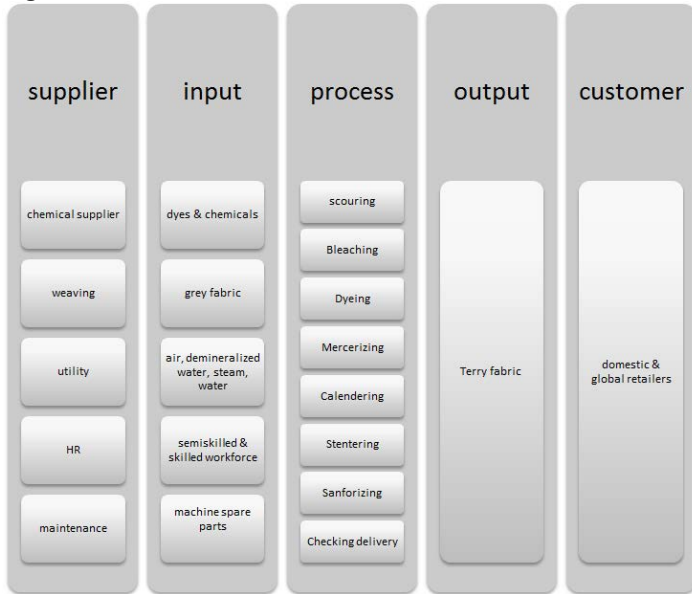 supplier
chemical supplier
weaving
utility
HR
maintenance
input
dyes & chemicals
grey fabric
air, demineralized
water, steam,
water
semiskilled &
skilled workforce
machine spare
parts
process
scouring
Bleaching
Dyeing
Mercerizing
Calendering
Stentering
Sanforizing
Checking delivery
output
Terry fabric
customer
domestic &
global retailers